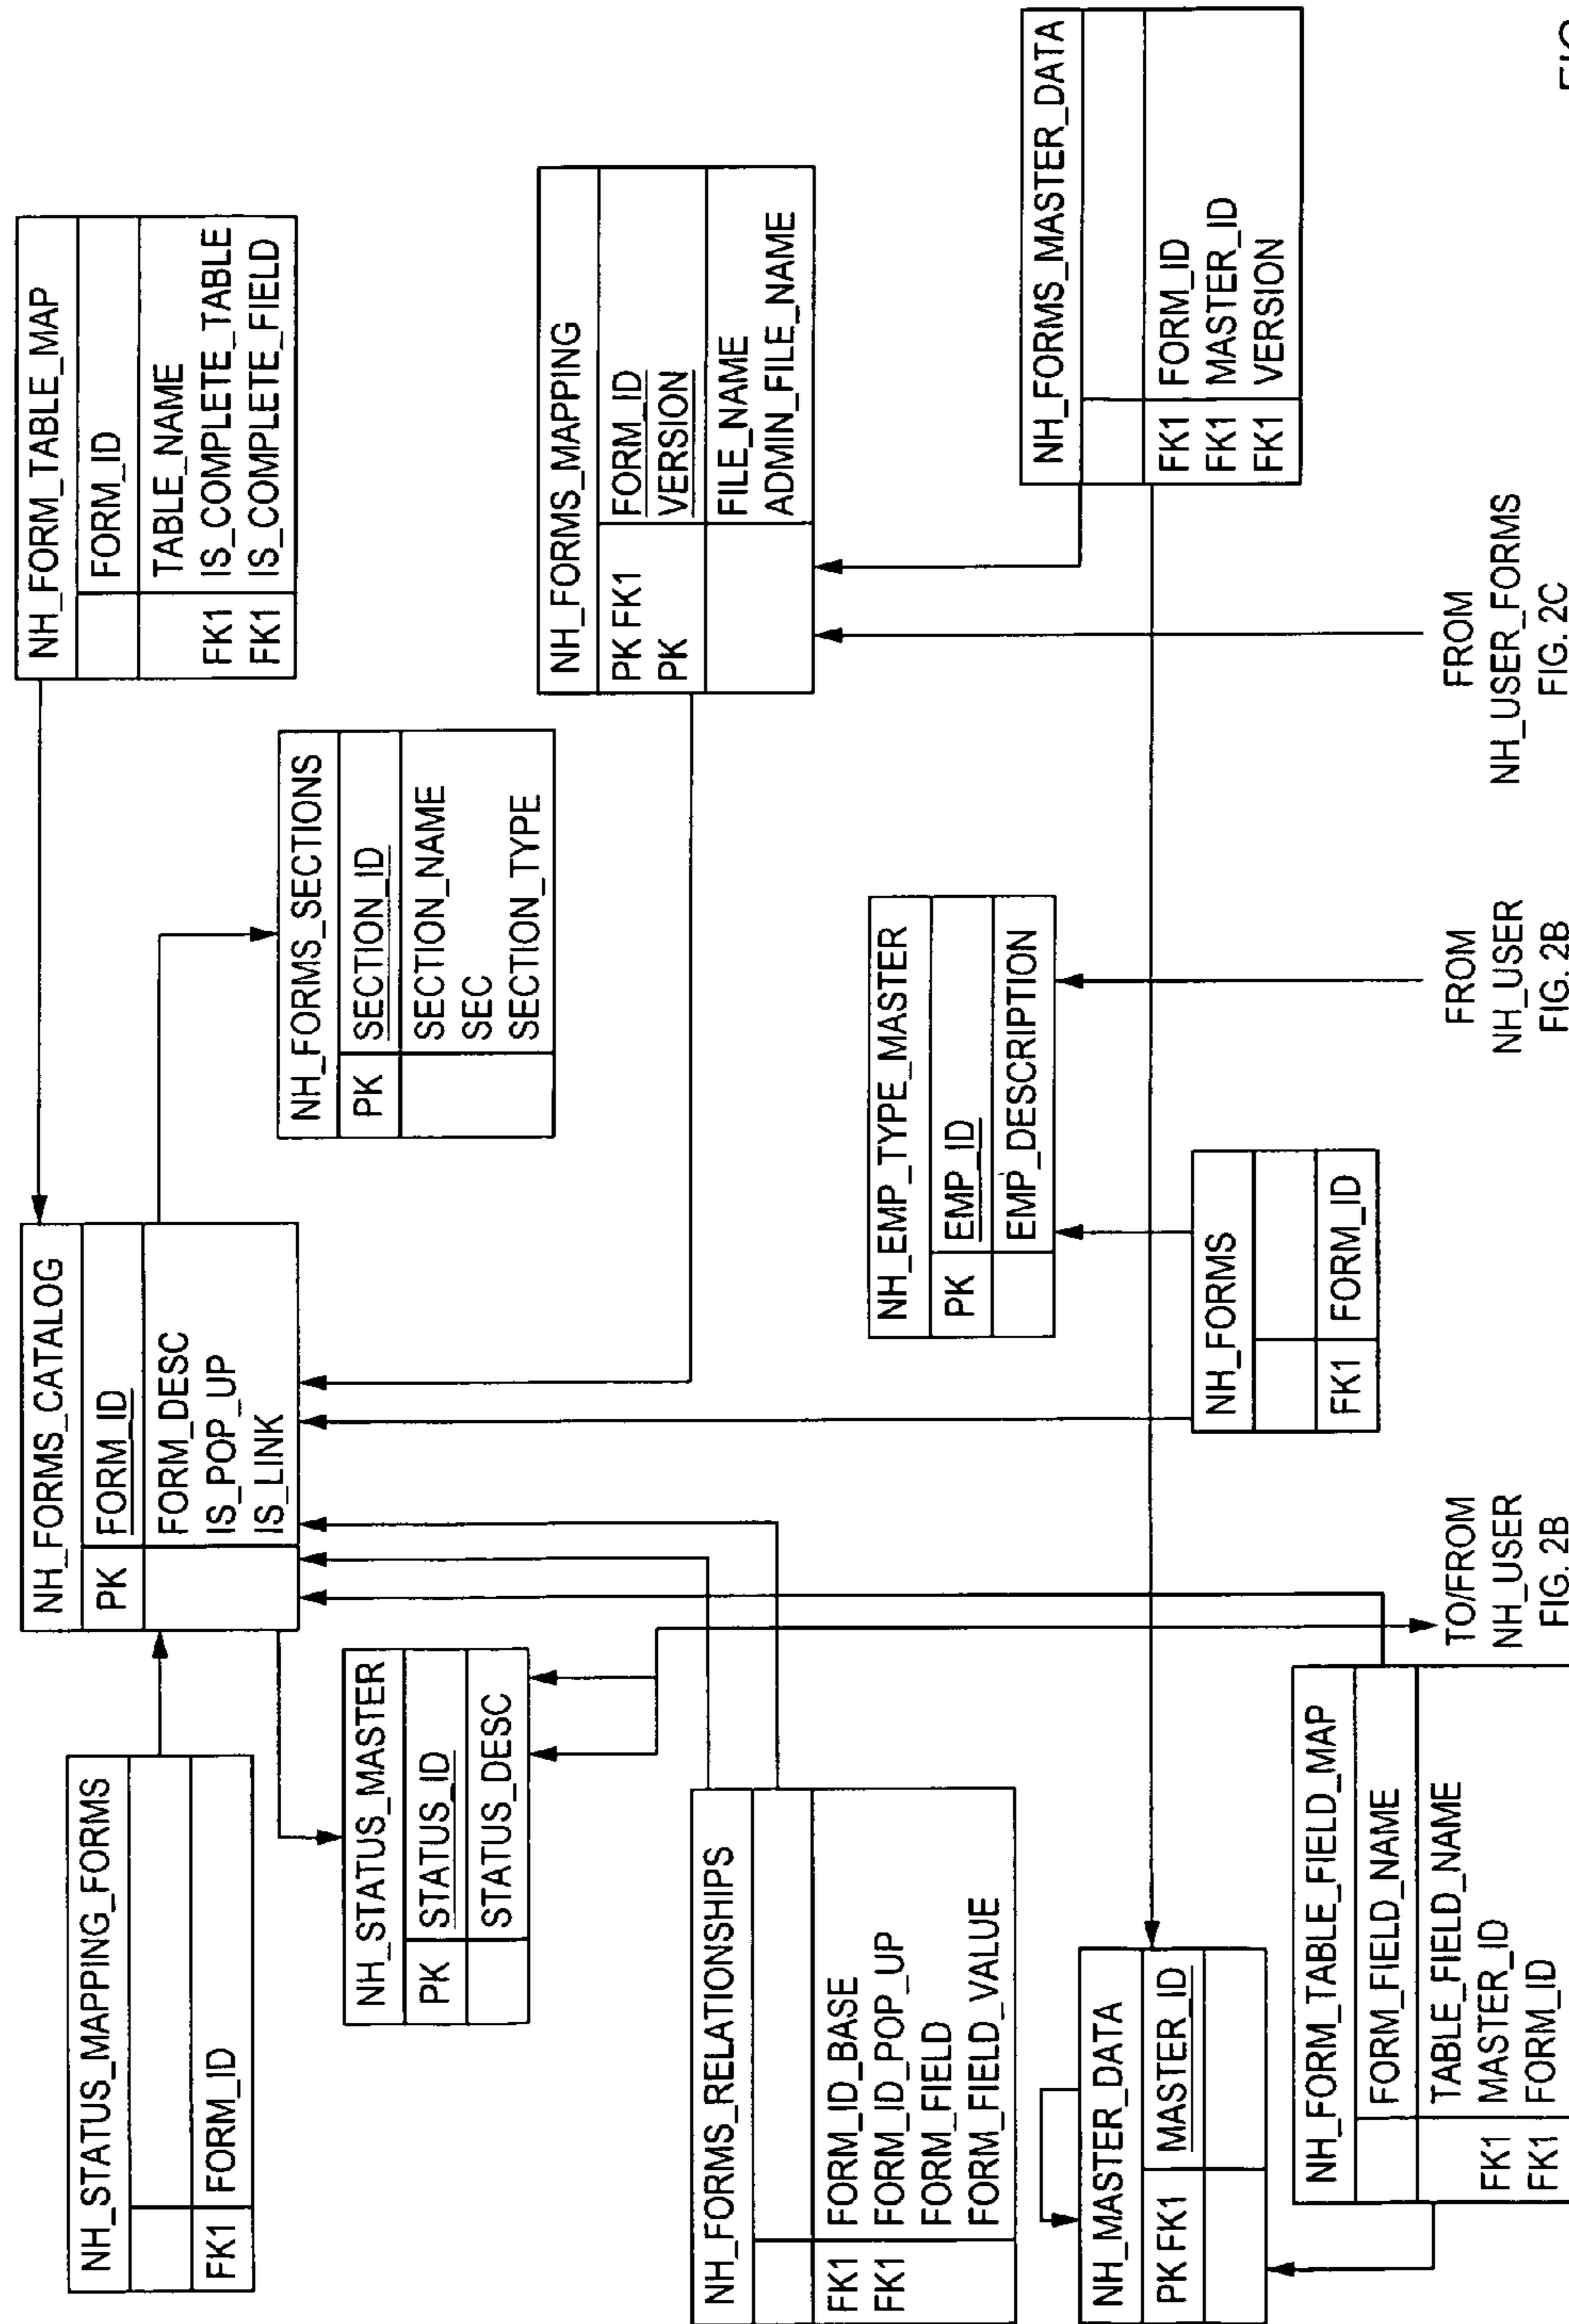 NH_STATUS_MAPPING_FORMS
FK1 FORM_ID
NH_FORMS_CATALOG
PK FORM_ID
FORM_DESC
IS_POP_UP
IS_LINK
NH_FORM_TABLE_MAP
FORM_ID
TABLE_NAME
FK1 IS_COMPLETE_TABLE
FK1 IS_COMPLETE_FIELD
NH_STATUS_MASTER
PK STATUS_ID
STATUS_DESC
NH_FORMS_SECTIONS
PK SECTION_ID
SECTION_NAME
SEC
SECTION_TYPE
NH_FORMS_MAPPING
PK FK1 FORM_ID
PK VERSION
FILE_NAME
ADMIN_FILE_NAME
NH_FORMS_RELATIONSHIPS
FK1 FORM_ID_BASE
FK1 FORM_ID_POP_UP
FORM_FIELD
FORM_FIELD_VALUE
NH_EMP_TYPE_MASTER
PK EMP_ID
EMP_DESCRIPTION
NH_FORMS_MASTER_DATA
FK1 FORM_ID
FK1 MASTER_ID
FK1 VERSION
NH_MASTER_DATA
PK FK1 MASTER_ID
NH_FORMS
FK1 FORM_ID
NH_FORM_TABLE_FIELD_MAP
FORM_FIELD_NAME
TABLE_FIELD_NAME
FK1 MASTER_ID
FK1 FORM_ID
TO/FROM
NH_USER
FIG. 2B
FROM
NH_USER
FIG. 2B
FROM
NH_USER_FORMS
FIG. 2C